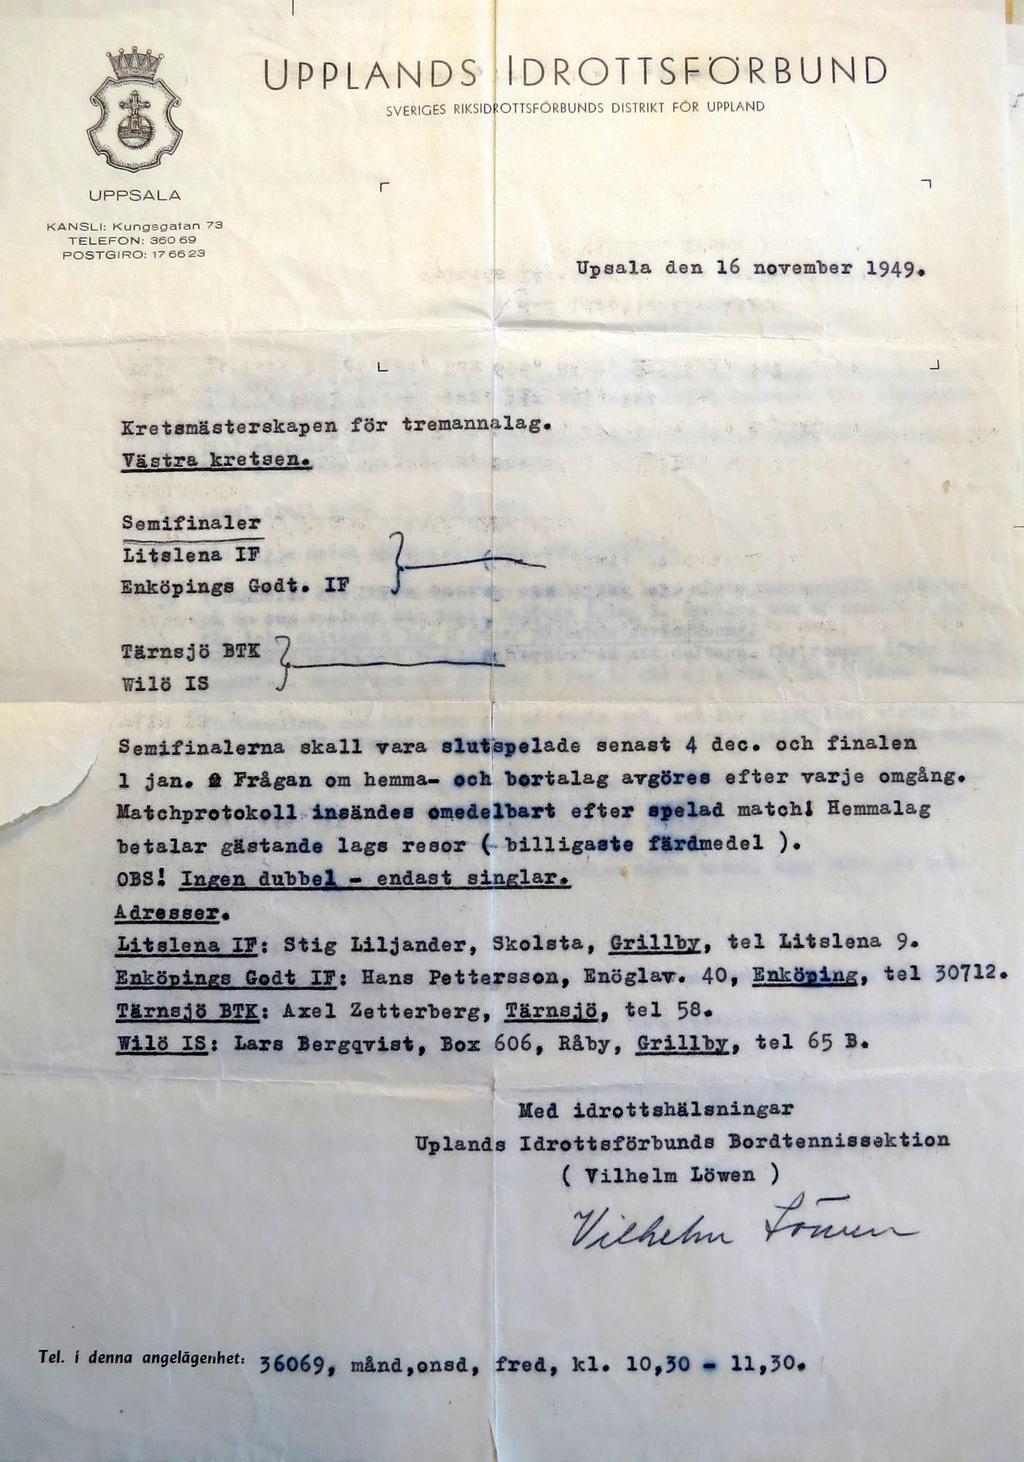 UPPLANDS IDROTTSFÖRBUND
SVERIGES RIKSIDROTTSFÖRBUNDS DISTRIKT FÖR UPPLAND
UPPSALA
KANSLI: Kungsgatan 73
TELEFON: 360 69
POSTGIRO: 17 66 23
Upsala den 16 november 1949.
Kretsmästerskapen för tremannalag.
Västra kretsen.
Semifinaler
Litslena IF
Enköpings Godt. IF
Tärnsjö BTK
Wilö IS
Semifinalerna skall vara slutspelade senast 4 dec. och finalen
1 jan. Frågan om hemma- och bortalag avgöres efter varje omgång.
Matchprotokoll insändes omedelbart efter spelad match! Hemmalag
betalar gästande lags resor ( billigaste färdmedel ).
OBS! Ingen dubbel - endast singlar.
Adresser.
Litslena IF: Stig Liljander, Skolsta, Grillby, tel Litslena 9.
Enköpings Godt IF: Hans Pettersson, Enöglav. 40, Enköping, tel 30712.
Tärnsjö BTK: Axel Zetterberg, Tärnsjö, tel 58.
Wilö IS: Lars Bergqvist, Box 606, Råby, Grillby, tel 65 B.
Med idrottshälsningar
Uplands Idrottsförbunds Bordtennissektion
( Vilhelm Löwen )
Vilhelm Löwen
Tel. i denna angelägenhet: 36069, månd,onsd, fred, kl. 10,30 - 11,30.